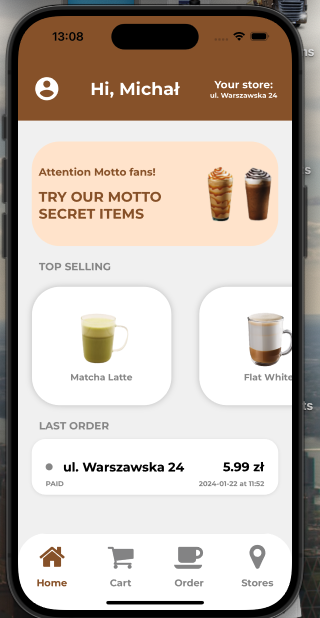 13:08
Hi, Michał
Your store:
ul. Warszawska 24
Attention Motto fans!
TRY OUR MOTTO
SECRET ITEMS
TOP SELLING
Matcha Latte
Flat White
LAST ORDER
ul. Warszawska 24
5.99 zł
PAID
2024-01-22 at 11:52
Home
Cart
Order
Stores